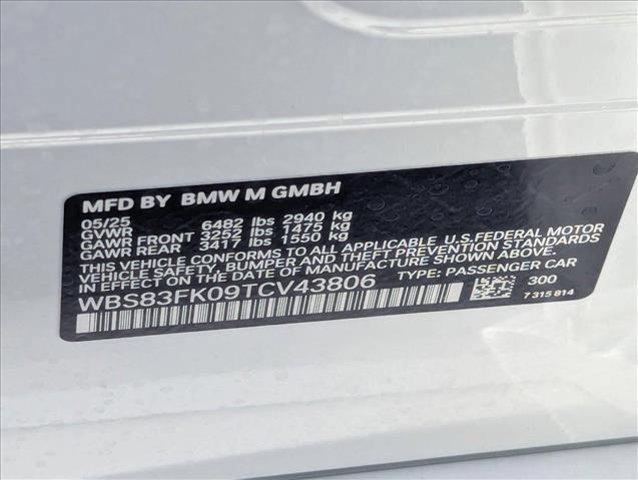 MFD BY BMW M GMBH
05/25
GVWR 6482 lbs 2940 kg
GAWR FRONT 3252 lbs 1475 kg
GAWR REAR 3417 lbs 1550 kg
THIS VEHICLE CONFORMS TO ALL APPLICABLE U.S.FEDERAL MOTOR
VEHICLE SAFETY, BUMPER, AND THEFT PREVENTION STANDARDS
IN EFFECT ON THE DATE OF MANUFACTURE SHOWN ABOVE.
WBS83FK09TCV43806 TYPE: PASSENGER CAR
300
7 315 814